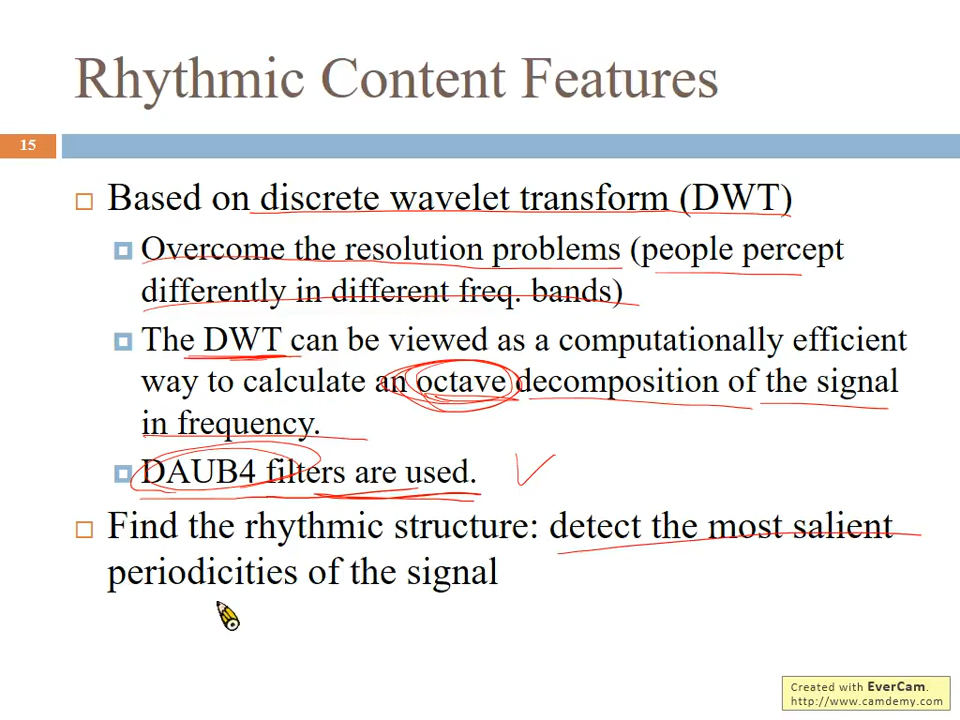 Rhythmic Content Features
15
Based on discrete wavelet transform (DWT)
Overcome the resolution problems (people percept
differently in different freq. bands)
The DWT can be viewed as a computationally efficient
way to calculate an octave decomposition of the signal
in frequency.
DAUB4 filters are used.
Find the rhythmic structure: detect the most salient
periodicities of the signal
Created with EverCam.
http://www.camdemy.com